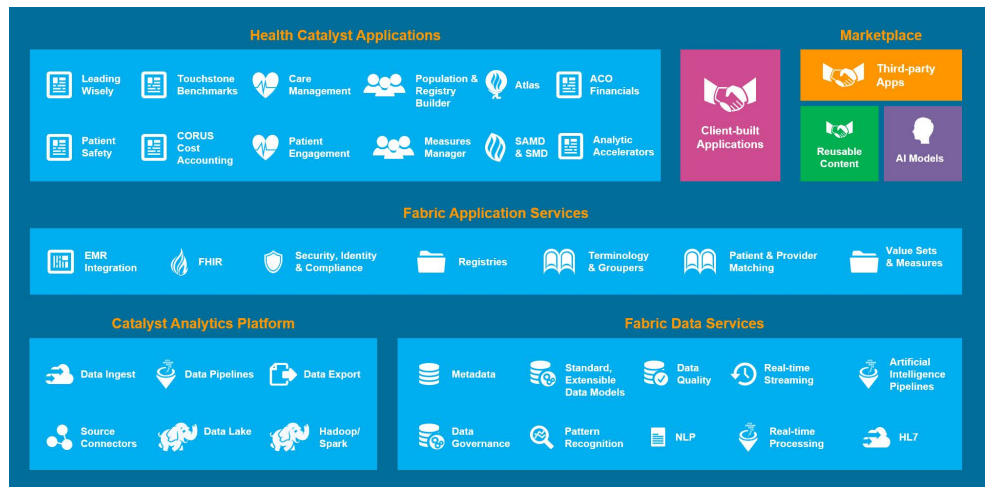 Health Catalyst Applications
Marketplace
Leading
Wisely
Touchstone
Benchmarks
Care
Management
Population &
Registry
Builder
Atlas
ACO
Financials
Patient
Safety
CORUS
Cost
Accounting
Patient
Engagement
Measures
Manager
SAMD
& SMD
Analytic
Accelerators
Client-built
Applications
Third-party
Apps
Reusable
Content
AI Models
Fabric Application Services
EMR
Integration
FHIR
Security, Identity
& Compliance
Registries
Terminology
& Groupers
Patient & Provider
Matching
Value Sets
& Measures
Catalyst Analytics Platform
Data Ingest
Data Pipelines
Data Export
Source
Connectors
Data Lake
Hadoop/
Spark
Fabric Data Services
Metadata
Standard,
Extensible
Data Models
Data
Quality
Real-time
Streaming
Artificial
Intelligence
Pipelines
Data
Governance
Pattern
Recognition
NLP
Real-time
Processing
HL7